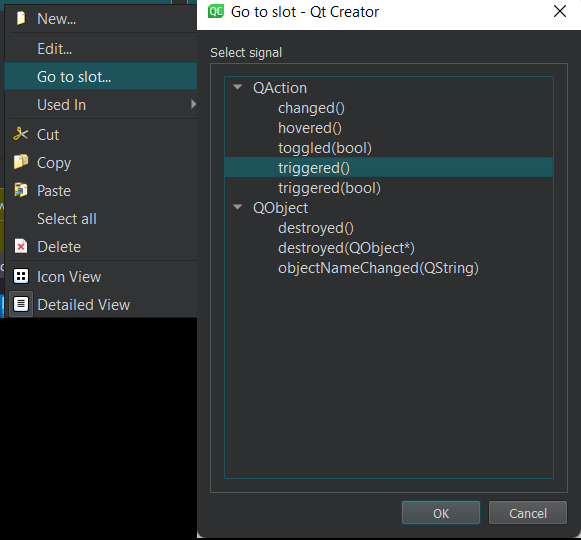 New...
Edit...
Go to slot...
Used In
Cut
Copy
Paste
Select all
Delete
Icon View
Detailed View
QC Go to slot - Qt Creator
Select signal
QAction
changed()
hovered()
toggled(bool)
triggered()
triggered(bool)
QObject
destroyed()
destroyed(QObject*)
objectNameChanged(QString)
OK
Cancel